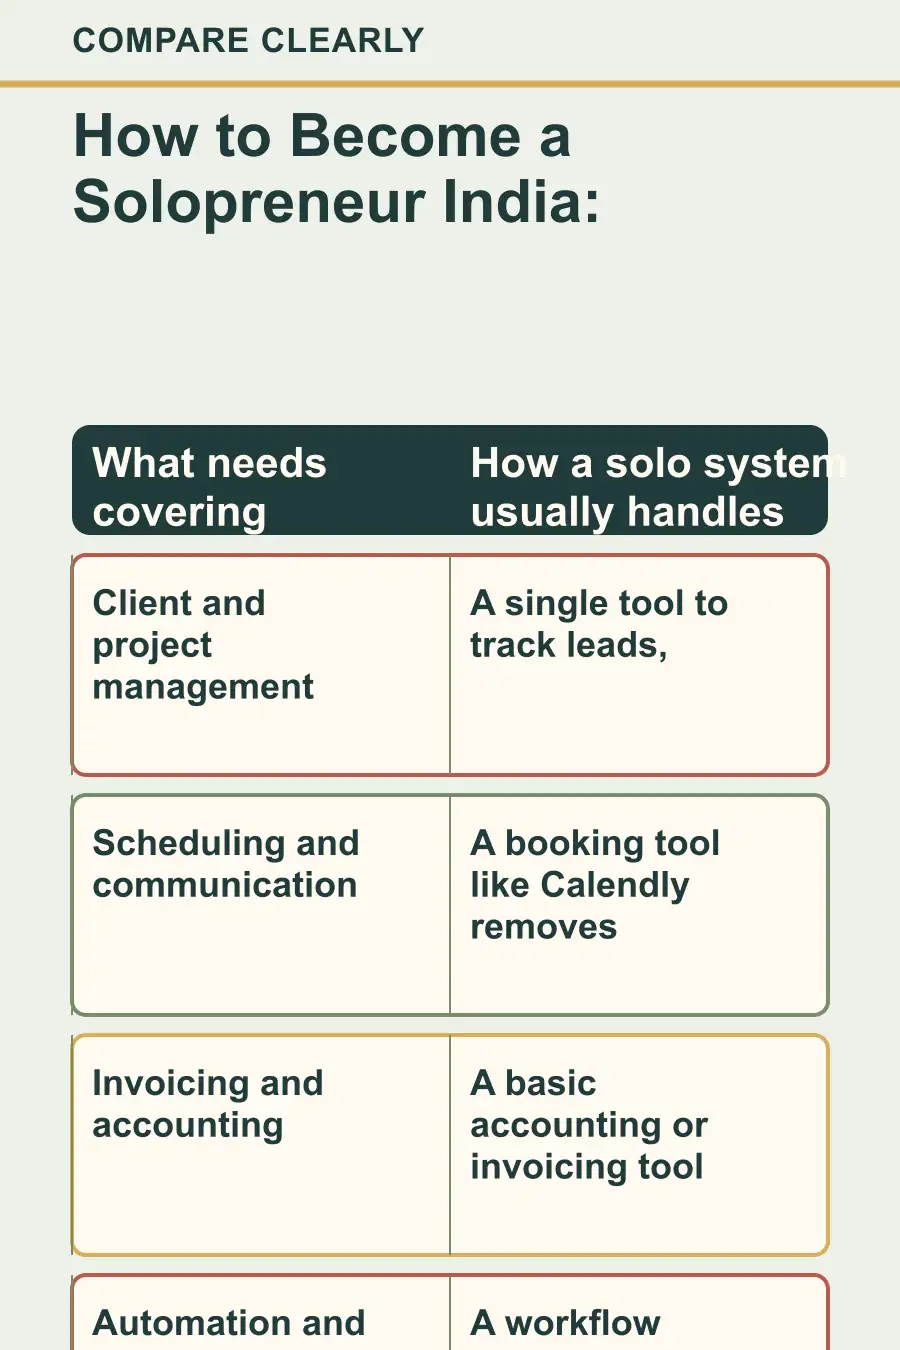 COMPARE CLEARLY
How to Become a
Solopreneur India:
What needs
covering
How a solo system
usually handles
Client and
project
management
A single tool to
track leads,
Scheduling and
communication
A booking tool
like Calendly
removes
Invoicing and
accounting
A basic
accounting or
invoicing tool
Automation and
A workflow